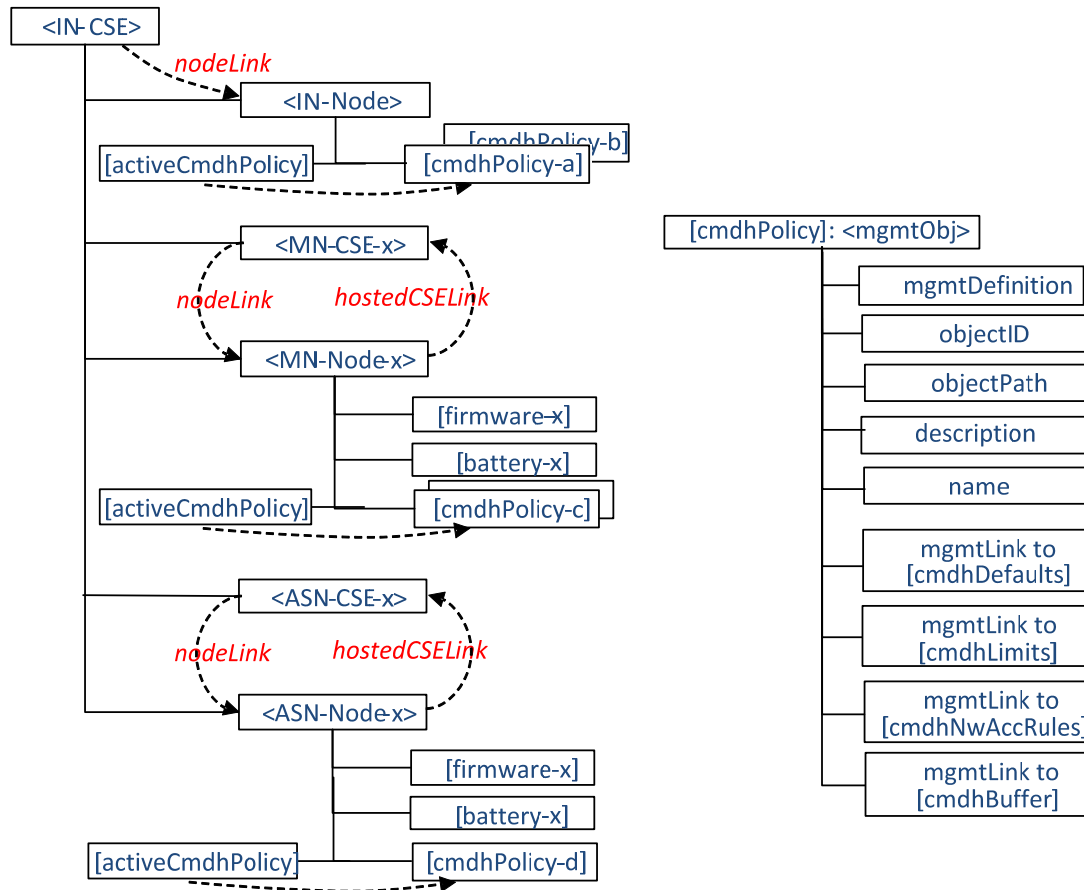 <IN-CSE>
nodeLink
<IN-Node>
[cmdhPolicy-b]
[activeCmdhPolicy]
[cmdhPolicy-a]
<MN-CSE-x>
nodeLink
hostedCSELink
<MN-Node-x>
[firmware-x]
[battery-x]
[activeCmdhPolicy]
[cmdhPolicy-c]
<ASN-CSE-x>
nodeLink
hostedCSELink
<ASN-Node-x>
[firmware-x]
[battery-x]
[activeCmdhPolicy]
[cmdhPolicy-d]
[cmdhPolicy]: <mgmtObj>
mgmtDefinition
objectID
objectPath
description
name
mgmtLink to
[cmdhDefaults]
mgmtLink to
[cmdhLimits]
mgmtLink to
[cmdhNwAccRules]
mgmtLink to
[cmdhBuffer]